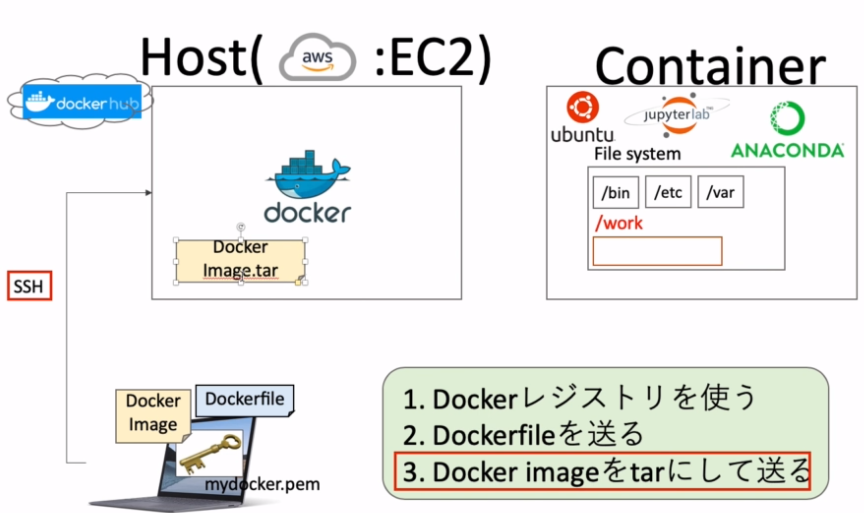 Host( aws :EC2)
Container
docker hub
ubuntu
jupyterlab
ANACONDA
File system
/bin
/etc
/var
/work
docker
Docker
Image.tar
SSH
Docker
Image
Dockerfile
mydocker.pem
1. Dockerレジストリを使う
2. Dockerfileを送る
3. Docker imageをtarにして送る